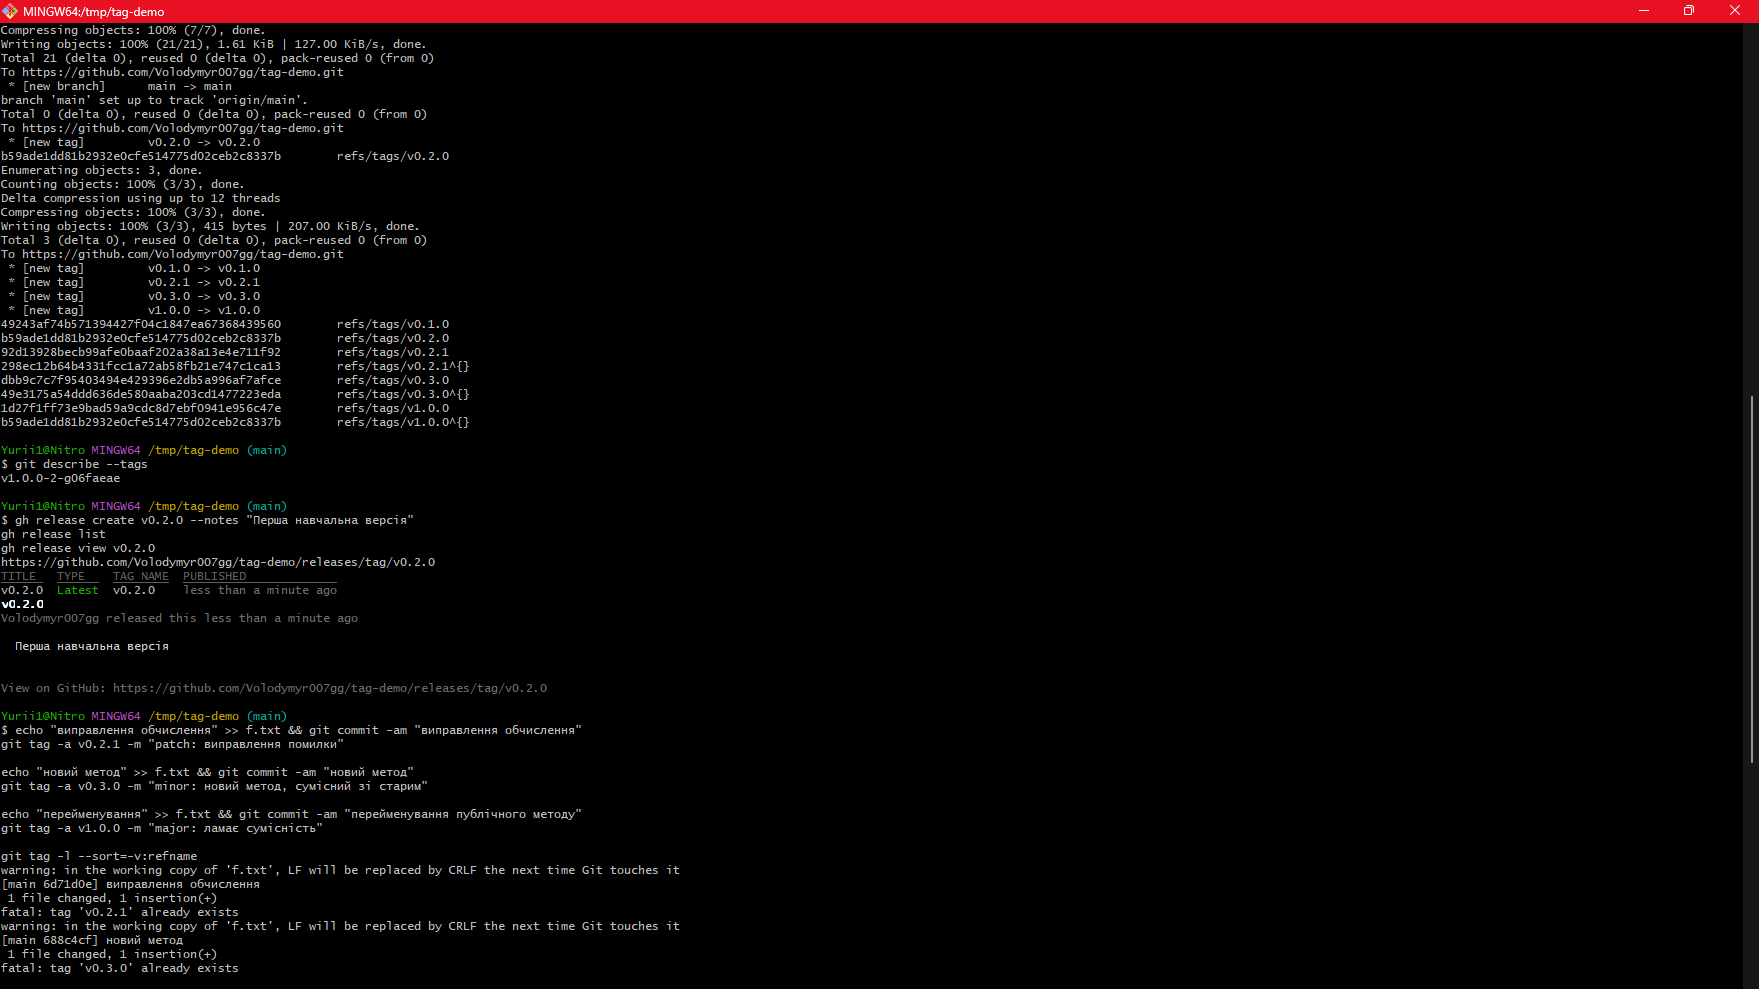 MINGW64:/tmp/tag-demo
Compressing objects: 100% (7/7), done.
Writing objects: 100% (21/21), 1.61 KiB | 127.00 KiB/s, done.
Total 21 (delta 0), reused 0 (delta 0), pack-reused 0 (from 0)
To https://github.com/Volodymyr007gg/tag-demo.git
 * [new branch]      main -> main
branch 'main' set up to track 'origin/main'.
Total 0 (delta 0), reused 0 (delta 0), pack-reused 0 (from 0)
To https://github.com/Volodymyr007gg/tag-demo.git
 * [new tag]         v0.2.0 -> v0.2.0
b59ade1dd81b2932e0cfe514775d02ceb2c8337b        refs/tags/v0.2.0
Enumerating objects: 3, done.
Counting objects: 100% (3/3), done.
Delta compression using up to 12 threads
Compressing objects: 100% (3/3), done.
Writing objects: 100% (3/3), 415 bytes | 207.00 KiB/s, done.
Total 3 (delta 0), reused 0 (delta 0), pack-reused 0 (from 0)
To https://github.com/Volodymyr007gg/tag-demo.git
 * [new tag]         v0.1.0 -> v0.1.0
 * [new tag]         v0.2.1 -> v0.2.1
 * [new tag]         v0.3.0 -> v0.3.0
 * [new tag]         v1.0.0 -> v1.0.0
49243af74b571394427f04c1847ea67368439560        refs/tags/v0.1.0
b59ade1dd81b2932e0cfe514775d02ceb2c8337b        refs/tags/v0.2.0
92d13928becb99afe0baaf202a38a13e4e711f92        refs/tags/v0.2.1
298ec12b64b4331fcc1a72ab58fb21e747c1ca13        refs/tags/v0.2.1^{}
dbb9c7c7f95403494e429396e2db5a996af7afce        refs/tags/v0.3.0
49e3175a54ddd636de580aaba203cd1477223eda        refs/tags/v0.3.0^{}
1d27f1ff73e9bad59a9cdc8d7ebf0941e956c47e        refs/tags/v1.0.0
b59ade1dd81b2932e0cfe514775d02ceb2c8337b        refs/tags/v1.0.0^{}
Yurii1@Nitro MINGW64 /tmp/tag-demo (main)
$ git describe --tags
v1.0.0-2-g06faeae
Yurii1@Nitro MINGW64 /tmp/tag-demo (main)
$ gh release create v0.2.0 --notes "Перша навчальна версія"
gh release list
gh release view v0.2.0
https://github.com/Volodymyr007gg/tag-demo/releases/tag/v0.2.0
TITLE   TYPE    TAG NAME  PUBLISHED
v0.2.0  Latest  v0.2.0    less than a minute ago
v0.2.0
Volodymyr007gg released this less than a minute ago
  Перша навчальна версія
View on GitHub: https://github.com/Volodymyr007gg/tag-demo/releases/tag/v0.2.0
Yurii1@Nitro MINGW64 /tmp/tag-demo (main)
$ echo "виправлення обчислення" >> f.txt && git commit -am "виправлення обчислення"
git tag -a v0.2.1 -m "patch: виправлення помилки"
echo "новий метод" >> f.txt && git commit -am "новий метод"
git tag -a v0.3.0 -m "minor: новий метод, сумісний зі старим"
echo "перейменування" >> f.txt && git commit -am "перейменування публічного методу"
git tag -a v1.0.0 -m "major: ламає сумісність"
git tag -l --sort=-v:refname
warning: in the working copy of 'f.txt', LF will be replaced by CRLF the next time Git touches it
[main 6d71d0e] виправлення обчислення
 1 file changed, 1 insertion(+)
fatal: tag 'v0.2.1' already exists
warning: in the working copy of 'f.txt', LF will be replaced by CRLF the next time Git touches it
[main 688c4cf] новий метод
 1 file changed, 1 insertion(+)
fatal: tag 'v0.3.0' already exists